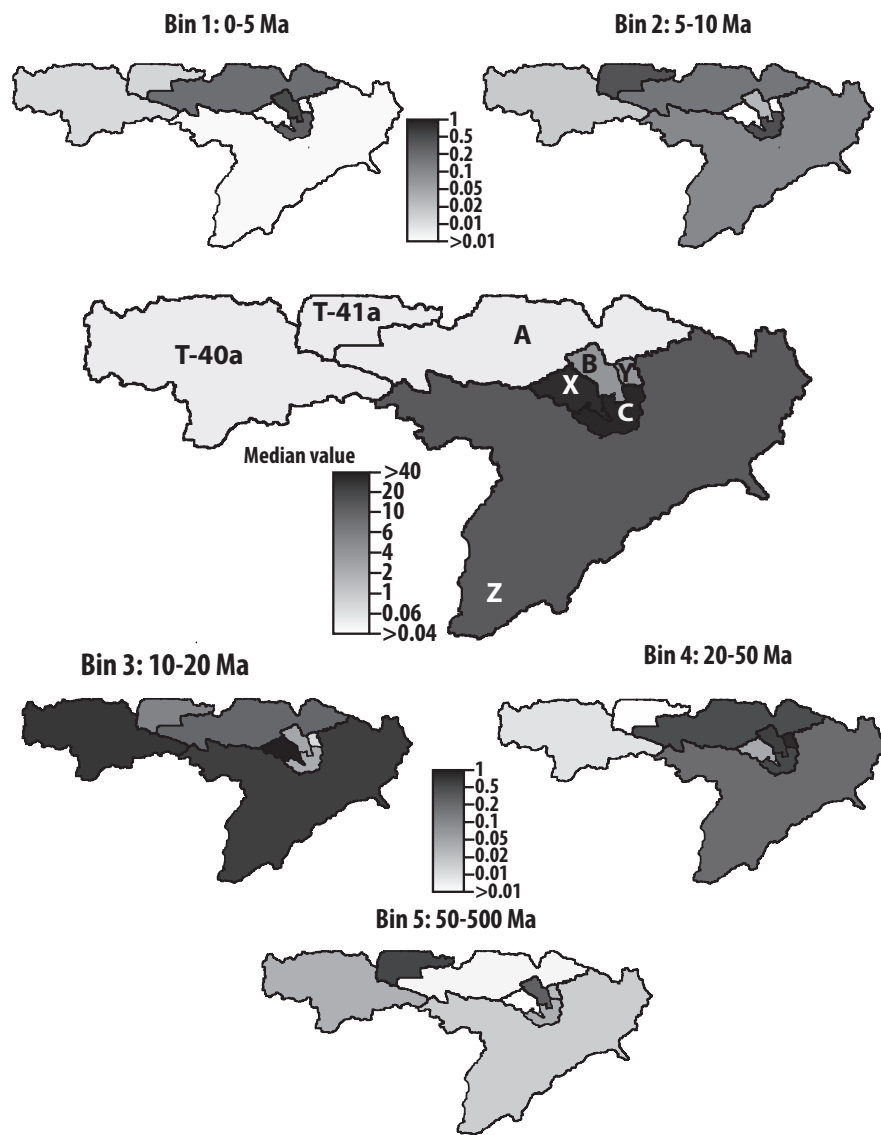 Bin 1: 0-5 Ma
Bin 2: 5-10 Ma
1
0.5
0.2
0.1
0.05
0.02
0.01
>0.01
T-40a
T-41a
A
B
Y
X
C
Z
Median value
>40
20
10
6
4
2
1
0.06
>0.04
Bin 3: 10-20 Ma
Bin 4: 20-50 Ma
1
0.5
0.2
0.1
0.05
0.02
0.01
>0.01
Bin 5: 50-500 Ma